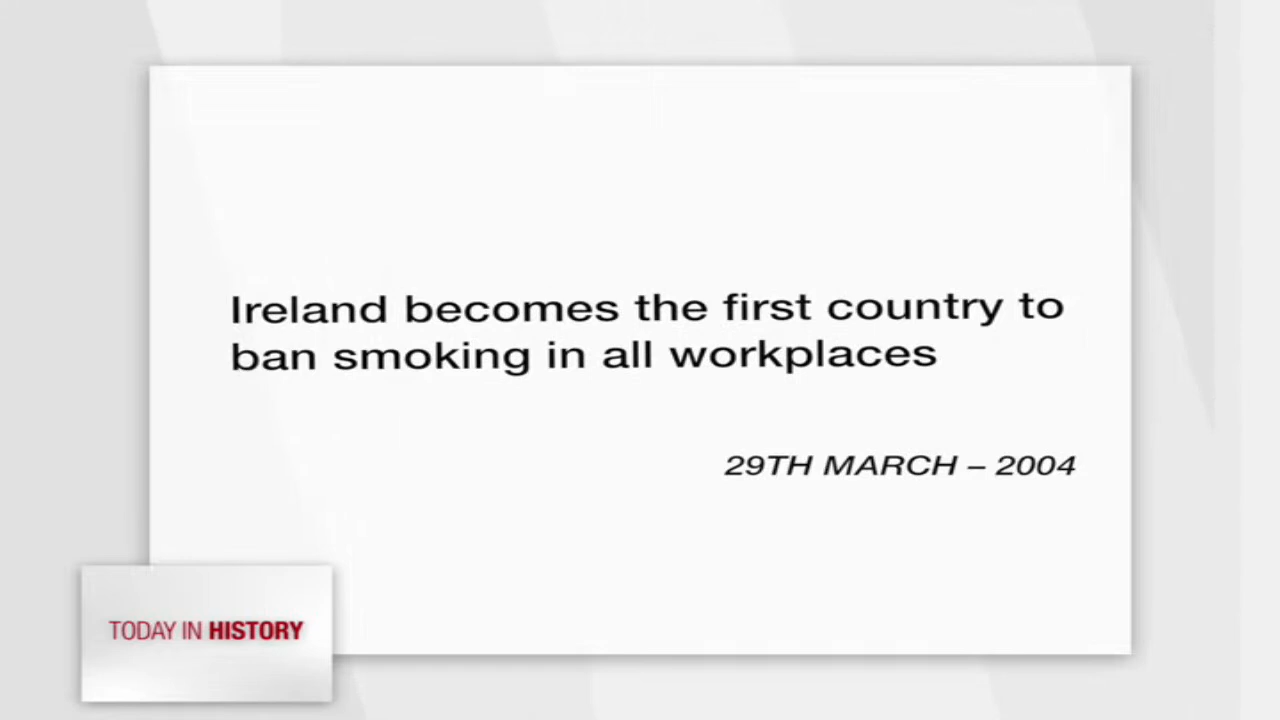 Ireland becomes the first country to
ban smoking in all workplaces
29TH MARCH – 2004
TODAY IN HISTORY